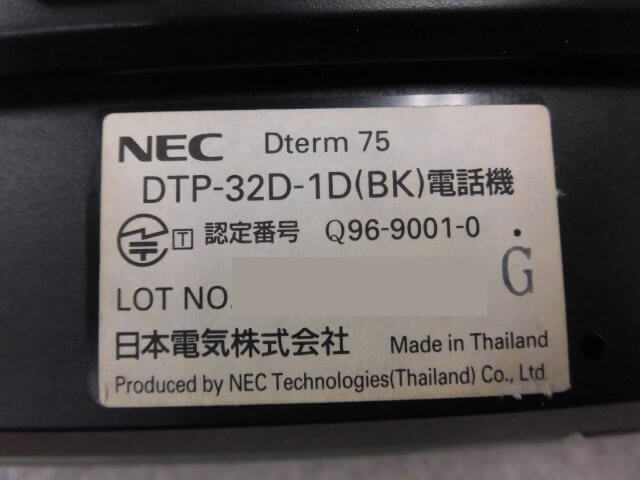 NEC Dterm 75
DTP-32D-1D(BK)電話機
T 認定番号 Q96-9001-0
G
LOT NO.
日本電気株式会社 Made in Thailand
Produced by NEC Technologies(Thailand) Co., Ltd